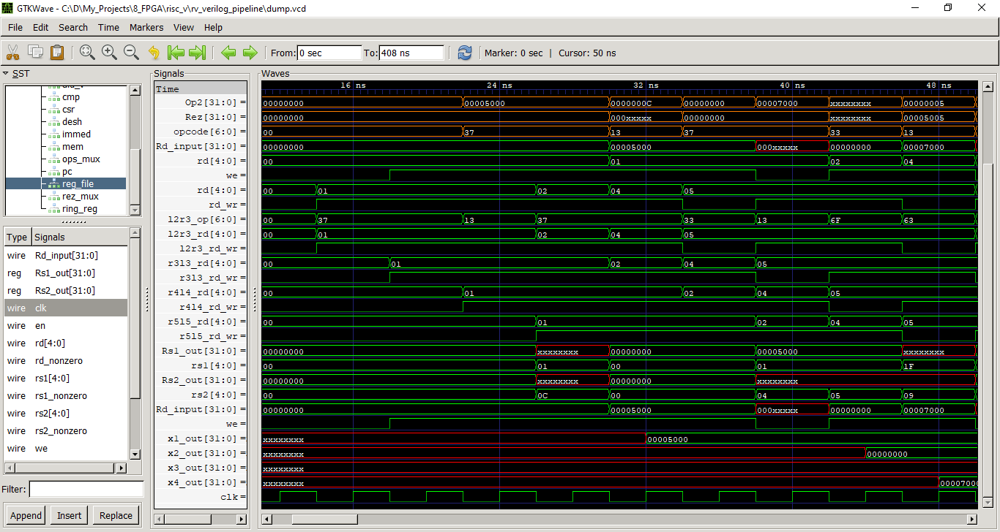 GTKWave - C:\D\My_Projects\8_FPGA\risc_v\rv_verilog_pipeline\dump.vcd
File Edit Search Time Markers View Help
From: 0 sec To: 408 ns Marker: 0 sec | Cursor: 50 ns
SST
cmp
csr
desh
immed
mem
ops_mux
pc
reg_file
rez_mux
ring_reg
Type Signals
wire Rd_input[31:0]
reg Rs1_out[31:0]
reg Rs2_out[31:0]
wire clk
wire en
wire rd[4:0]
wire rd_nonzero
wire rs1[4:0]
wire rs1_nonzero
wire rs2[4:0]
wire rs2_nonzero
wire we
Filter:
Append Insert Replace
Signals
Time
Op2[31:0] =
Rez[31:0] =
opcode[6:0] =
Rd_input[31:0] =
rd[4:0] =
we =
rd[4:0] =
rd_wr =
l2r3_op[6:0] =
l2r3_rd[4:0] =
l2r3_rd_wr =
r3l3_rd[4:0] =
r3l3_rd_wr =
r4l4_rd[4:0] =
r4l4_rd_wr =
r5l5_rd[4:0] =
r5l5_rd_wr =
Rs1_out[31:0] =
rs1[4:0] =
Rs2_out[31:0] =
rs2[4:0] =
Rd_input[31:0] =
we =
x1_out[31:0] =
x2_out[31:0] =
x3_out[31:0] =
x4_out[31:0] =
clk =
Waves
16 ns 24 ns 32 ns 40 ns 48 ns
00000000 00005000 0000000C 00000000 00007000 xxxxxxxx 00000005
00000000 000xxxxx 00000000 xxxxxxxx 00005005
00 37 13 37 33 13
00000000 00005000 000xxxxx 00000000 00007000
00 01 02 04
00 01 02 04 05
00 37 13 37 33 13 6F 63
00 01 02 04 05
00 01 02 04 05
00 01 02 04 05
00 01 02 04 05
00000000 xxxxxxxx 00000000 00005000 xxxxxxxx
00 01 00 01 1F
00000000 xxxxxxxx 00000000 xxxxxxxx
00 0C 00 04 05 09
00000000 00005000 000xxxxx 00000000 00007000
xxxxxxxx 00005000
xxxxxxxx 00000000
xxxxxxxx
xxxxxxxx 0000700